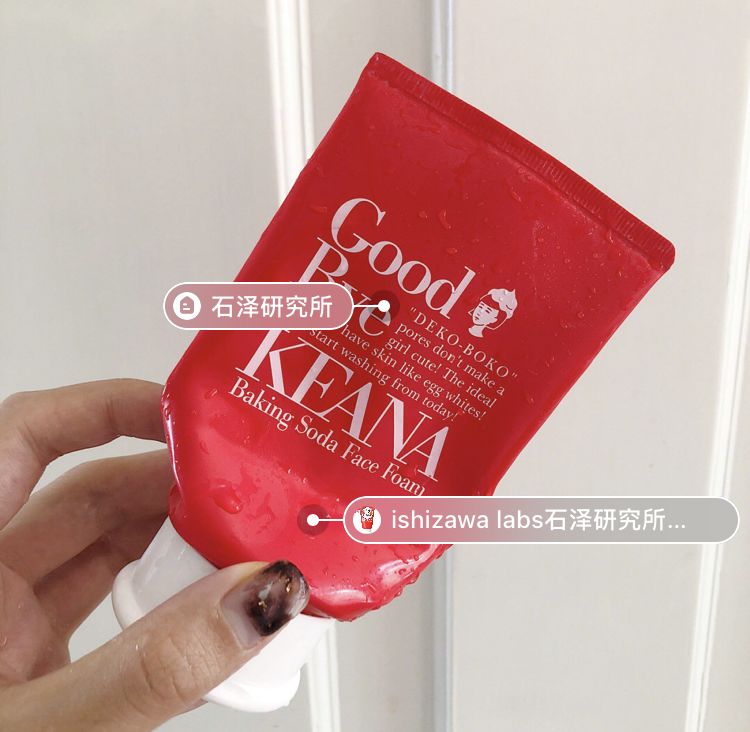 Good
Bye
KEANA
"DEKO-BOKO"
pores don't make a
girl cute! The ideal
have skin like egg whites!
start washing from today!
Baking Soda Face Foam
石泽研究所
ishizawa labs石泽研究所...